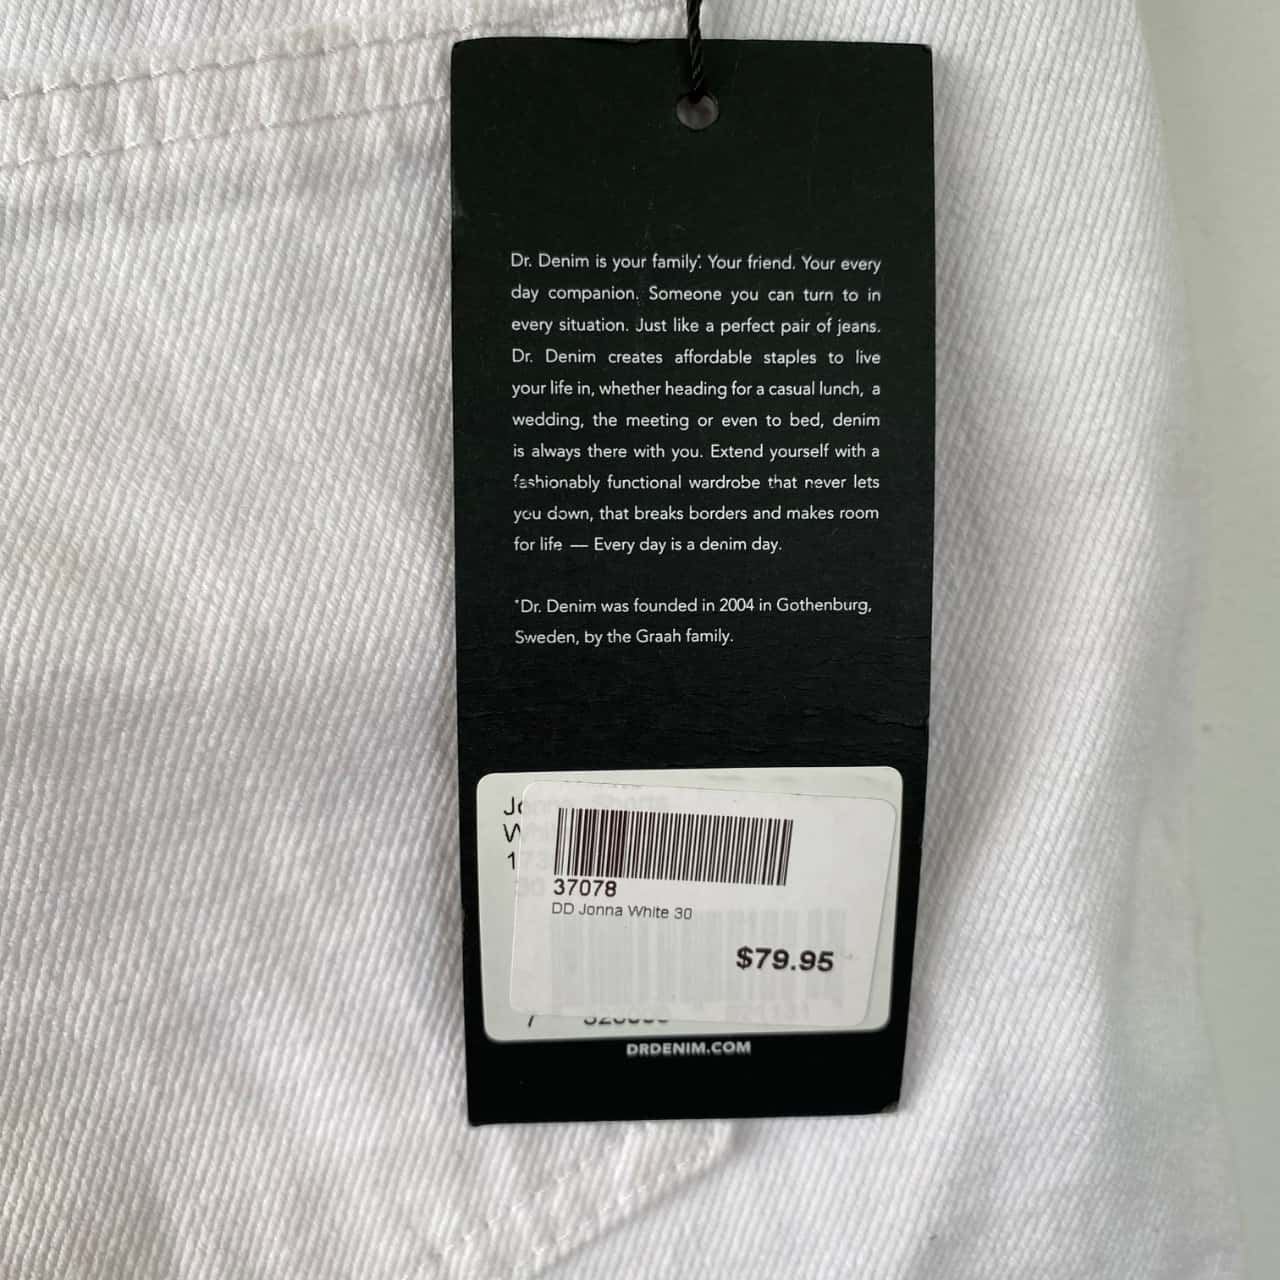 Dr. Denim is your family*. Your friend. Your every
day companion. Someone you can turn to in
every situation. Just like a perfect pair of jeans.
Dr. Denim creates affordable staples to live
your life in, whether heading for a casual lunch, a
wedding, the meeting or even to bed, denim
is always there with you. Extend yourself with a
fashionably functional wardrobe that never lets
you down, that breaks borders and makes room
for life — Every day is a denim day.
*Dr. Denim was founded in 2004 in Gothenburg,
Sweden, by the Graah family.
37078
DD Jonna White 30
$79.95
DRDENIM.COM